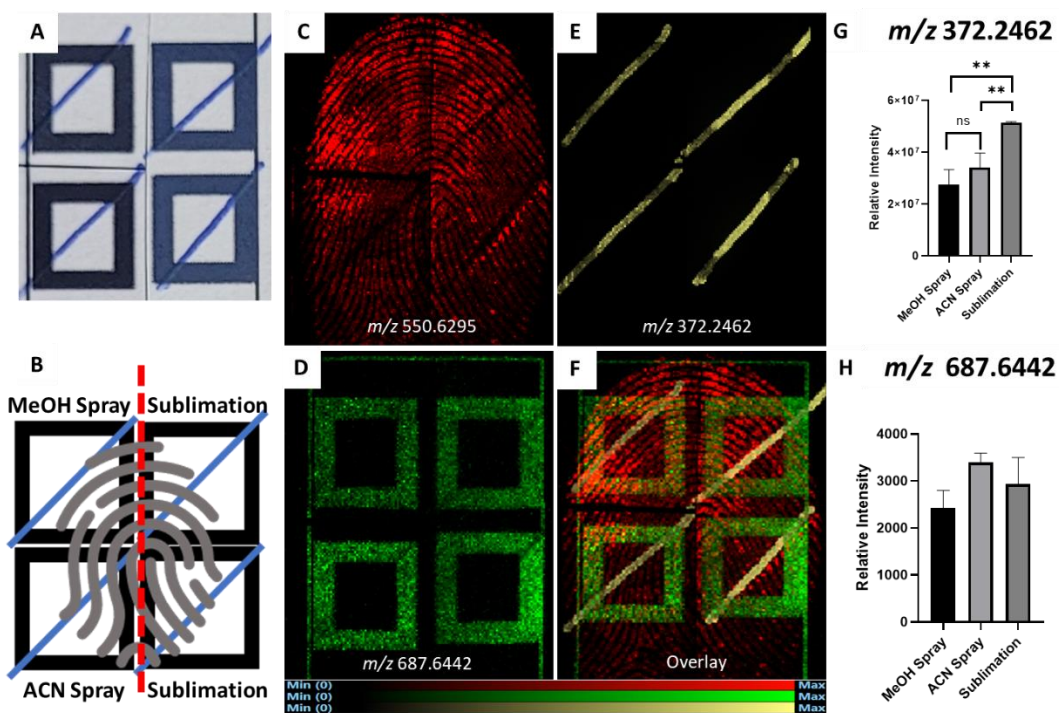 A
B
MeOH Spray Sublimation
ACN Spray Sublimation
C
m/z 550.6295
D
m/z 687.6442
E
m/z 372.2462
F
Overlay
Min (0) Max
Min (0) Max
Min (0) Max
G
m/z 372.2462
**
**
ns
6×10⁷
4×10⁷
2×10⁷
0
Relative Intensity
MeOH Spray
ACN Spray
Sublimation
H
m/z 687.6442
4000
3000
2000
1000
0
Relative Intensity
MeOH Spray
ACN Spray
Sublimation